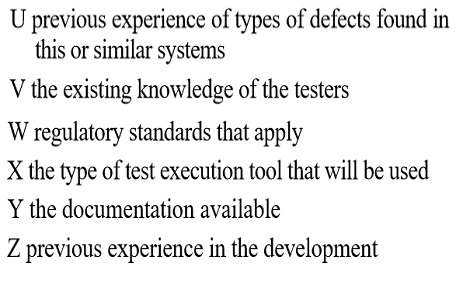 U previous experience of types of defects found in
this or similar systems
V the existing knowledge of the testers
W regulatory standards that apply
X the type of test execution tool that will be used
Y the documentation available
Z previous experience in the development